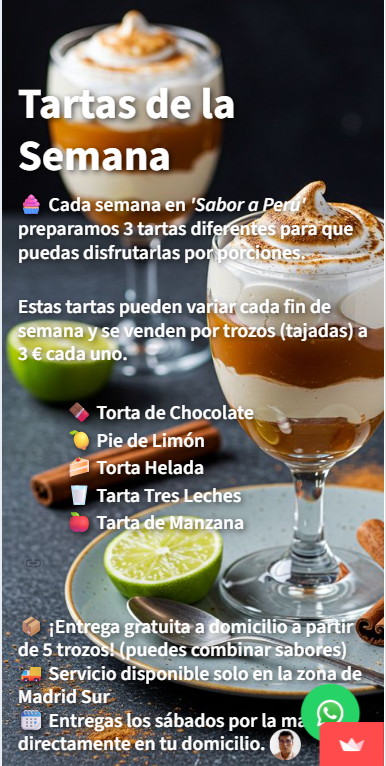 Tartas de la
Semana
🧁 Cada semana en 'Sabor a Perú'
preparamos 3 tartas diferentes para que
puedas disfrutarlas por porciones.
Estas tartas pueden variar cada fin de
semana y se venden por trozos (tajadas) a
3 € cada uno.
🍫 Torta de Chocolate
🍋 Pie de Limón
🍰 Torta Helada
🥛 Tarta Tres Leches
🍎 Tarta de Manzana
📦 ¡Entrega gratuita a domicilio a partir
de 5 trozos! (puedes combinar sabores)
🚚 Servicio disponible solo en la zona de
Madrid Sur
🗓️ Entregas los sábados por la
directamente en tu domicilio.